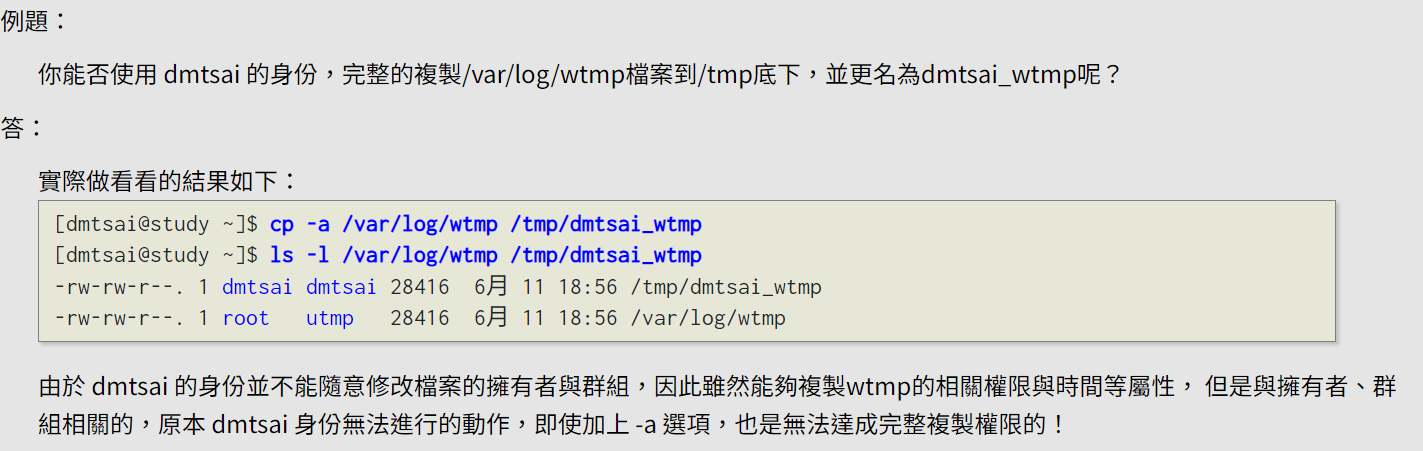 例題：
你能否使用 dmtsai 的身份，完整的複製/var/log/wtmp檔案到/tmp底下，並更名為dmtsai_wtmp呢？
答：
實際做看看的結果如下：
[dmtsai@study ~]$ cp -a /var/log/wtmp /tmp/dmtsai_wtmp
[dmtsai@study ~]$ ls -l /var/log/wtmp /tmp/dmtsai_wtmp
-rw-rw-r--. 1 dmtsai dmtsai 28416  6月 11 18:56 /tmp/dmtsai_wtmp
-rw-rw-r--. 1 root   utmp   28416  6月 11 18:56 /var/log/wtmp
由於 dmtsai 的身份並不能隨意修改檔案的擁有者與群組，因此雖然能夠複製wtmp的相關權限與時間等屬性， 但是與擁有者、群
組相關的，原本 dmtsai 身份無法進行的動作，即使加上 -a 選項，也是無法達成完整複製權限的！